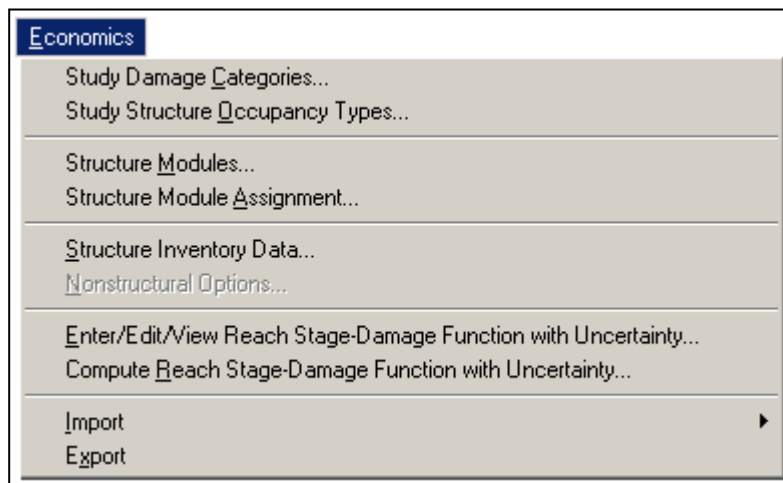 Economics
Study Damage Categories...
Study Structure Occupancy Types...
Structure Modules...
Structure Module Assignment...
Structure Inventory Data...
Nonstructural Options...
Enter/Edit/View Reach Stage-Damage Function with Uncertainty...
Compute Reach Stage-Damage Function with Uncertainty...
Import
Export